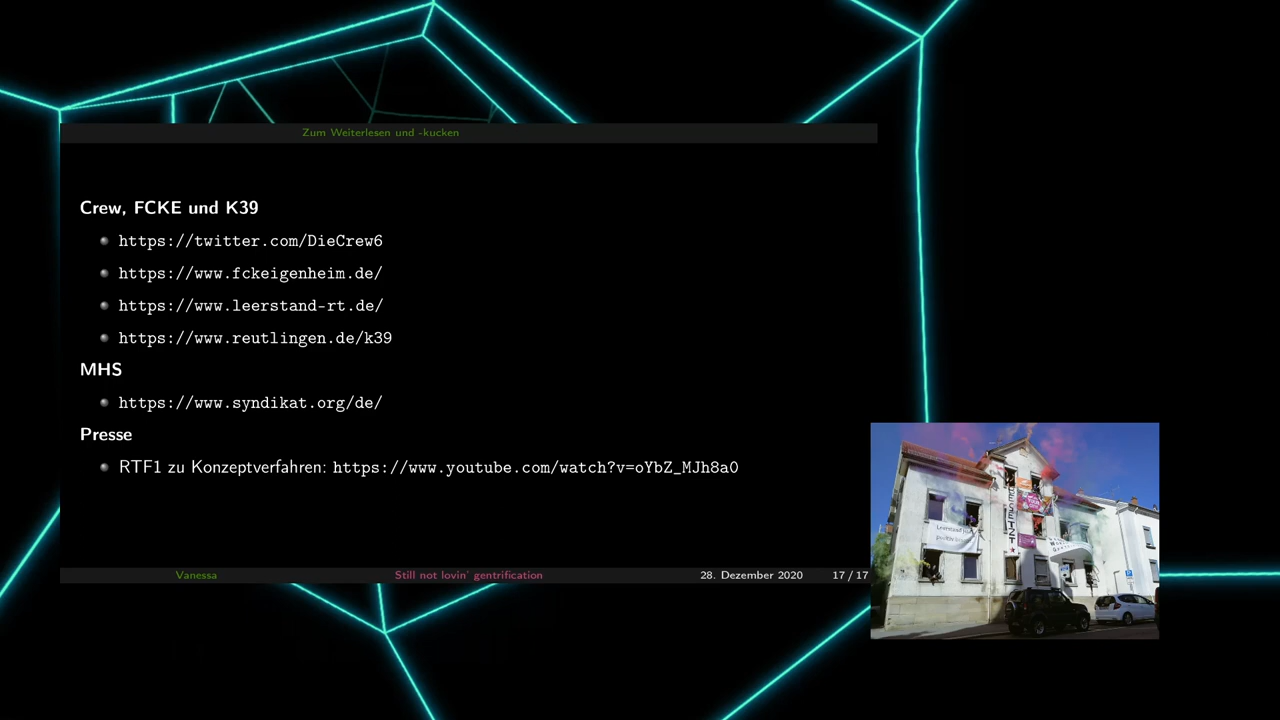 Zum Weiterlesen und -kucken
Crew, FCKE und K39
https://twitter.com/DieCrew6
https://www.fckeigenheim.de/
https://www.leerstand-rt.de/
https://www.reutlingen.de/k39
MHS
https://www.syndikat.org/de/
Presse
RTF1 zu Konzeptverfahren: https://www.youtube.com/watch?v=oYbZ_MJh8a0
Vanessa Still not lovin' gentrification 28. Dezember 2020 17 / 17
BESETZT